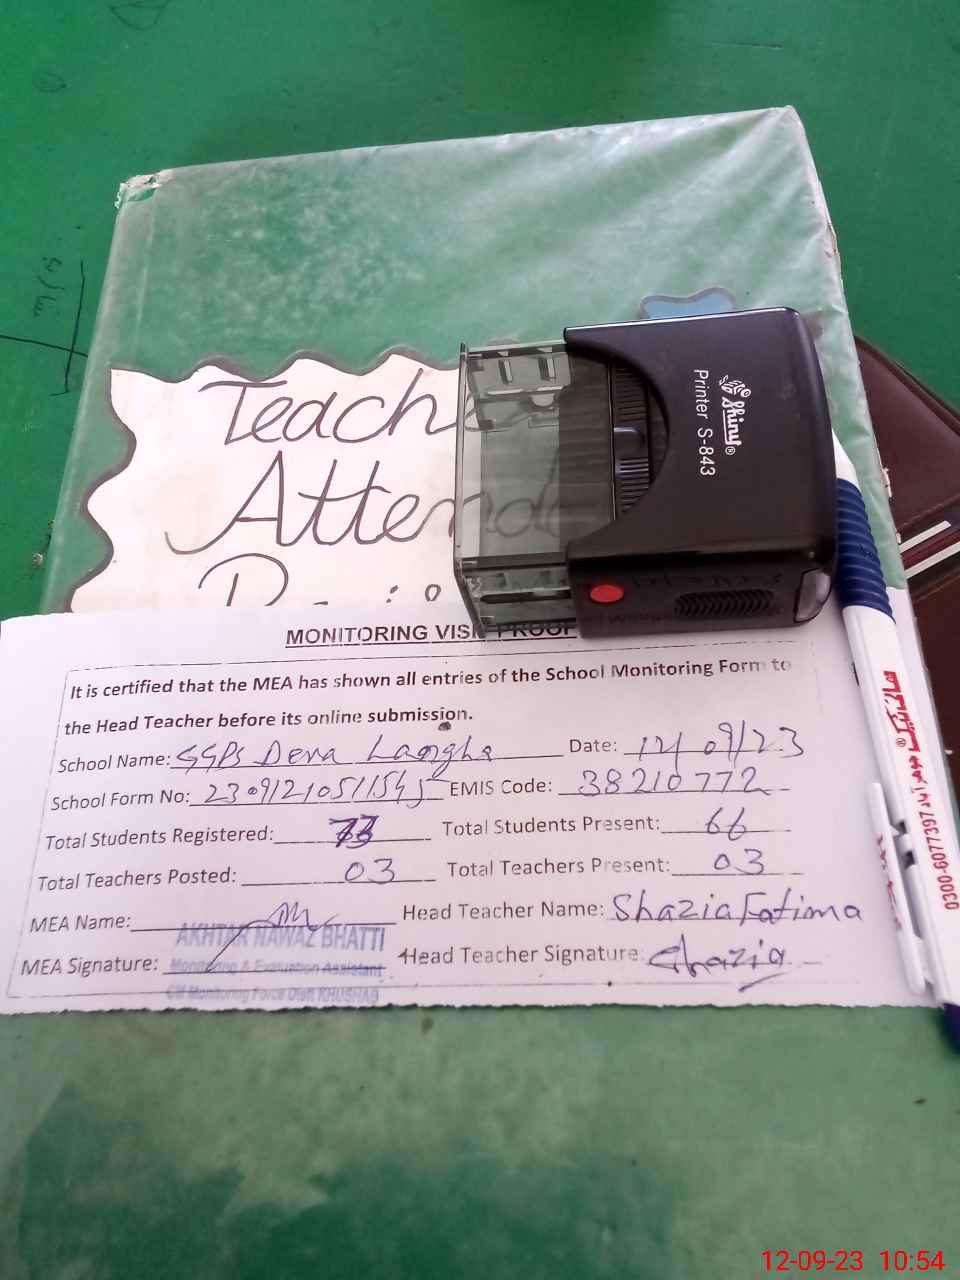 Teach
Attend
Shiny®
Printer S-843
MONITORING VISIT PROOF
It is certified that the MEA has shown all entries of the School Monitoring Form to
the Head Teacher before its online submission.
School Name: GGPS Dera Langha Date: 12/09/23
School Form No: 230912105111545 EMIS Code: 38210772
Total Students Registered: 73 Total Students Present: 66
Total Teachers Posted: 03 Total Teachers Present: 03
MEA Name: Head Teacher Name: Shazia Fatima
AKHTAR NAWAZ BHATTI
MEA Signature: Head Teacher Signature: Shazia
Monitoring & Evaluation Assistant
CM Monitoring Force Distt: KHUSHAB
0300-6077397
12-09-23 10:54